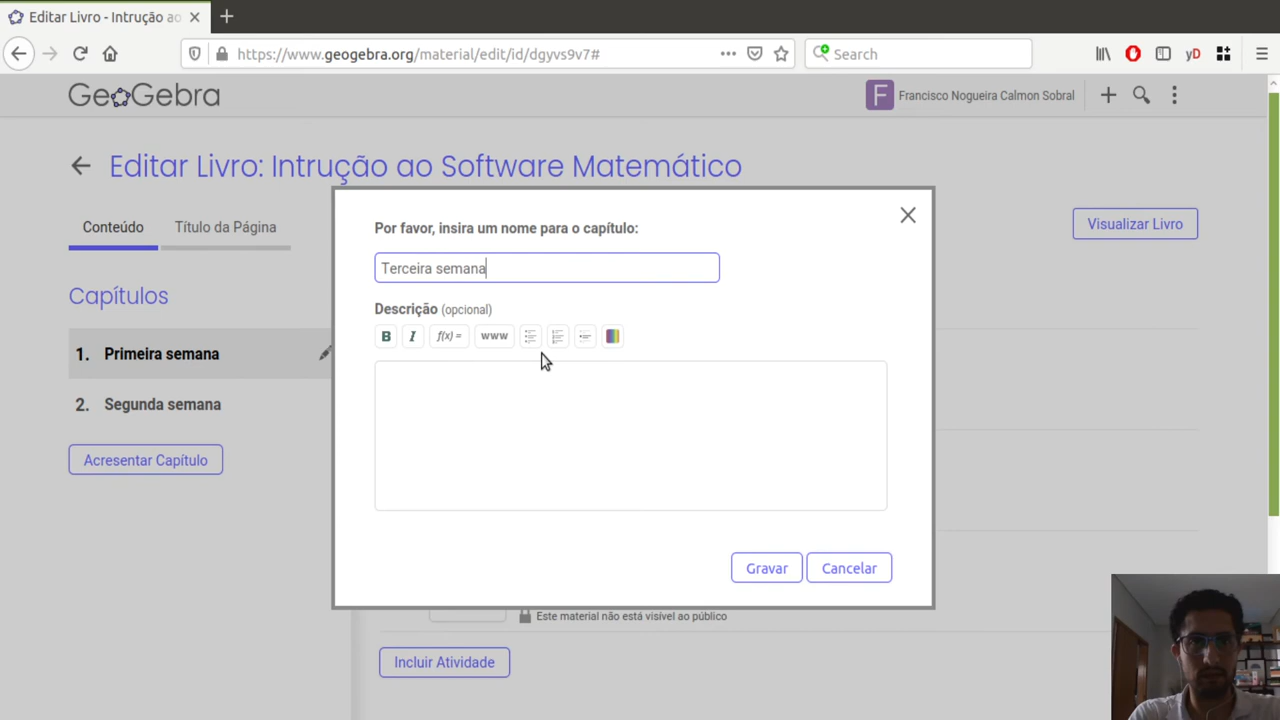 Editar Livro - Intrução ao
https://www.geogebra.org/material/edit/id/dgyvs9v7#
Search
yD
GeoGebra
F Francisco Nogueira Calmon Sobral
Editar Livro: Intrução ao Software Matemático
Conteúdo
Título da Página
Visualizar Livro
Por favor, insira um nome para o capítulo:
Terceira semana
Capítulos
Descrição (opcional)
B I f(x) = www
1. Primeira semana
2. Segunda semana
Acresentar Capítulo
Gravar
Cancelar
Este material não está visível ao público
Incluir Atividade